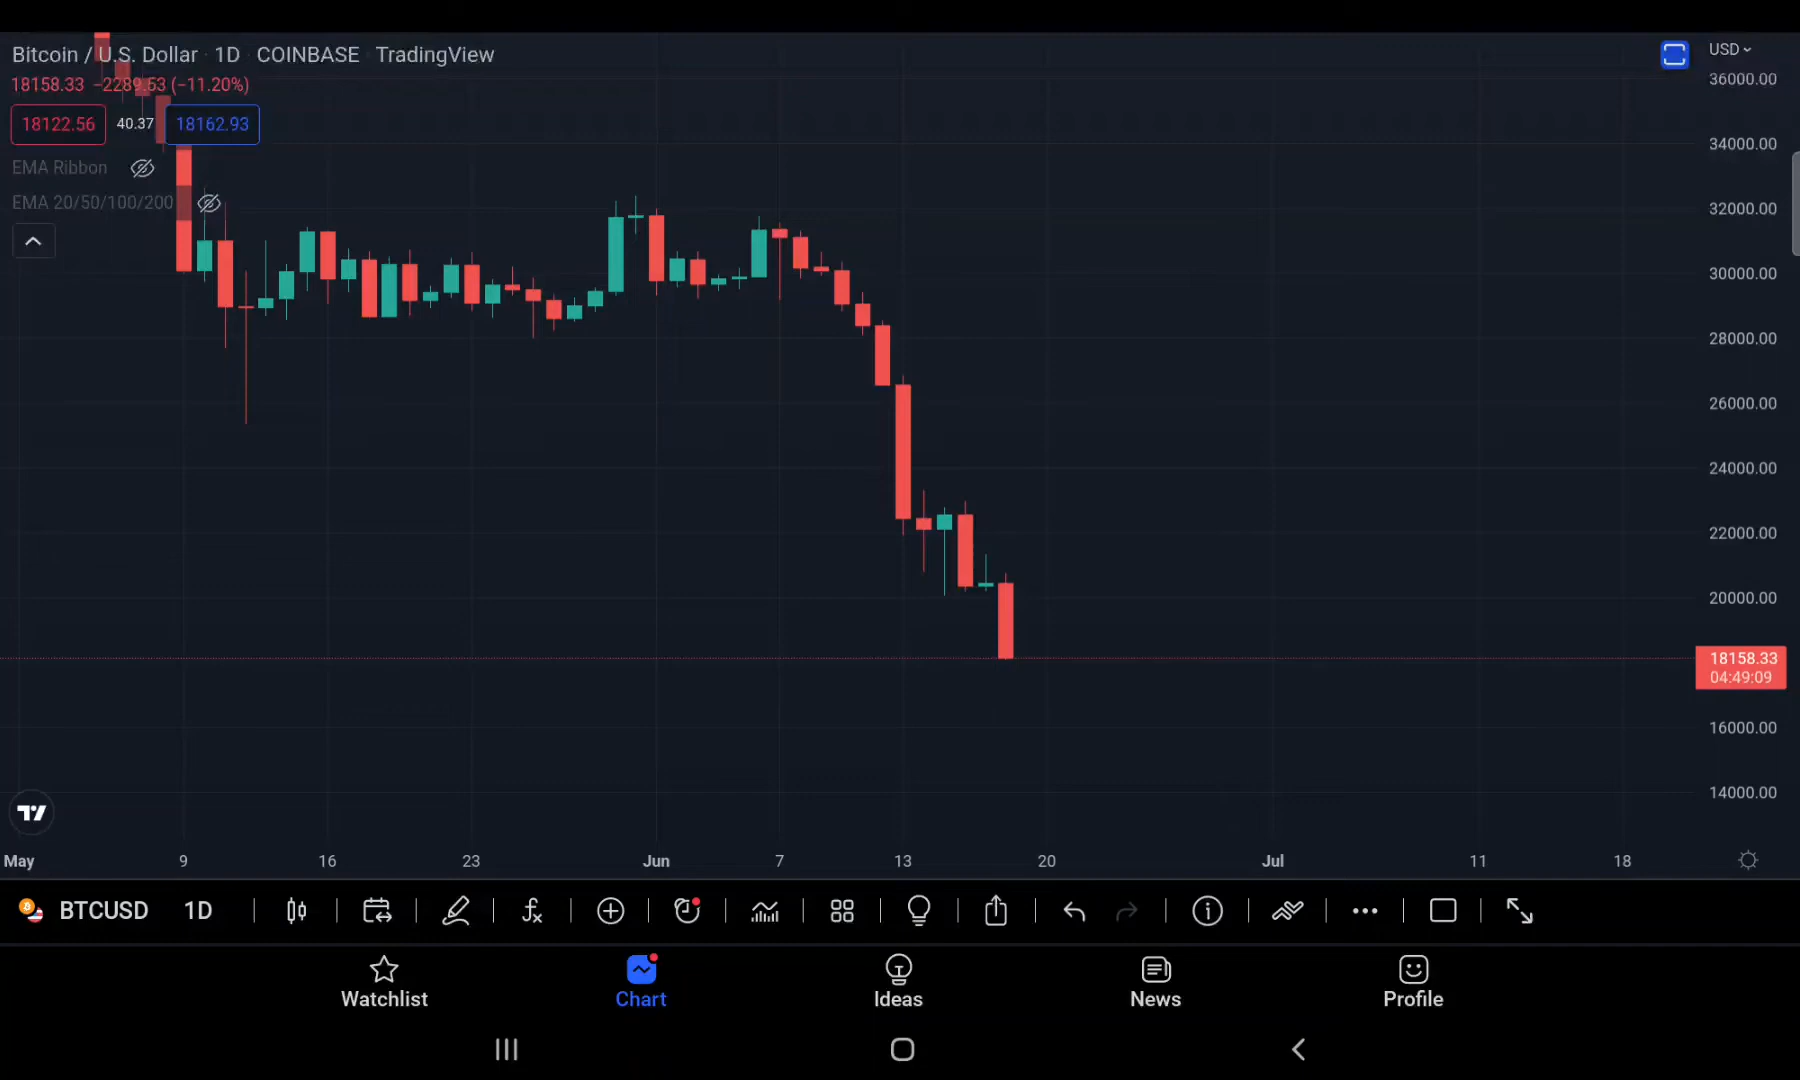 Bitcoin / U.S. Dollar · 1D · COINBASE · TradingView
18158.33 −2289.53 (−11.20%)
18122.56 40.37 18162.93
EMA Ribbon
EMA 20/50/100/200
USD
36000.00
34000.00
32000.00
30000.00
28000.00
26000.00
24000.00
22000.00
20000.00
18158.33
04:49:09
16000.00
14000.00
May 9 16 23 Jun 7 13 20 Jul 11 18
BTCUSD 1D
Watchlist Chart Ideas News Profile